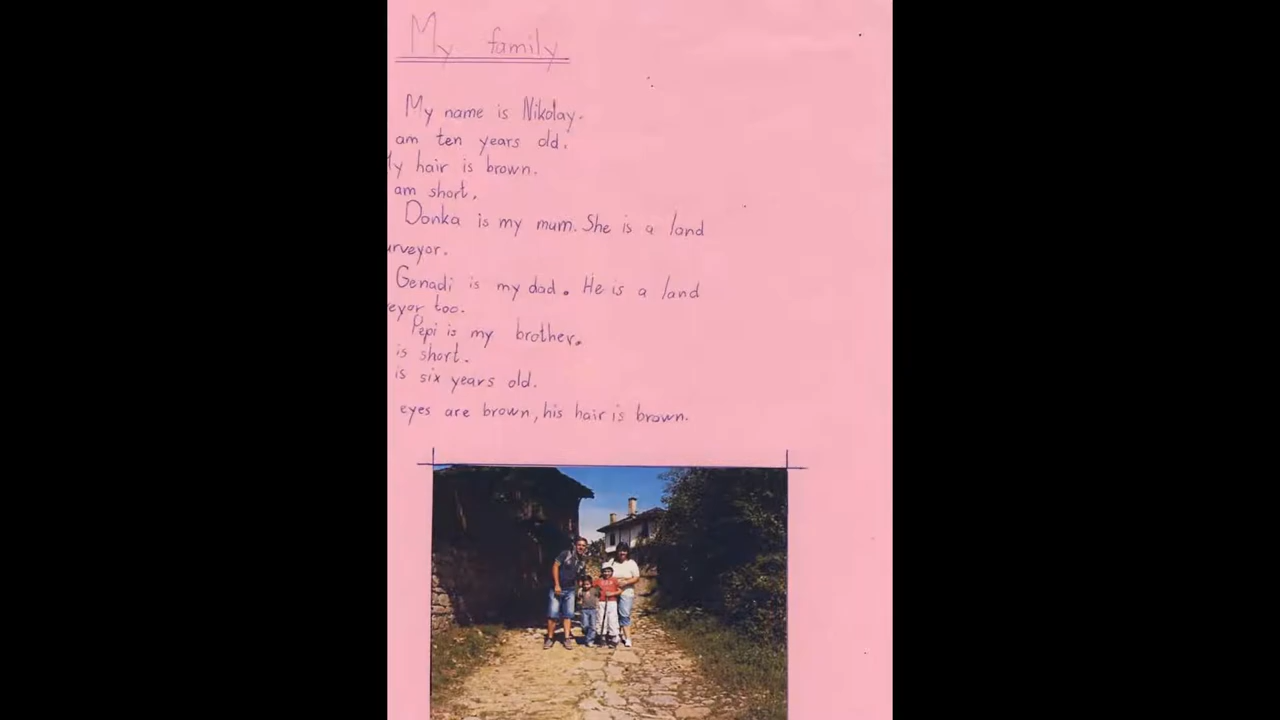 My family
My name is Nikolay.
am ten years old.
y hair is brown.
am short.
Donka is my mum. She is a land
urveyor.
Genadi is my dad. He is a land
eyor too.
Pepi is my brother.
is short.
is six years old.
eyes are brown, his hair is brown.